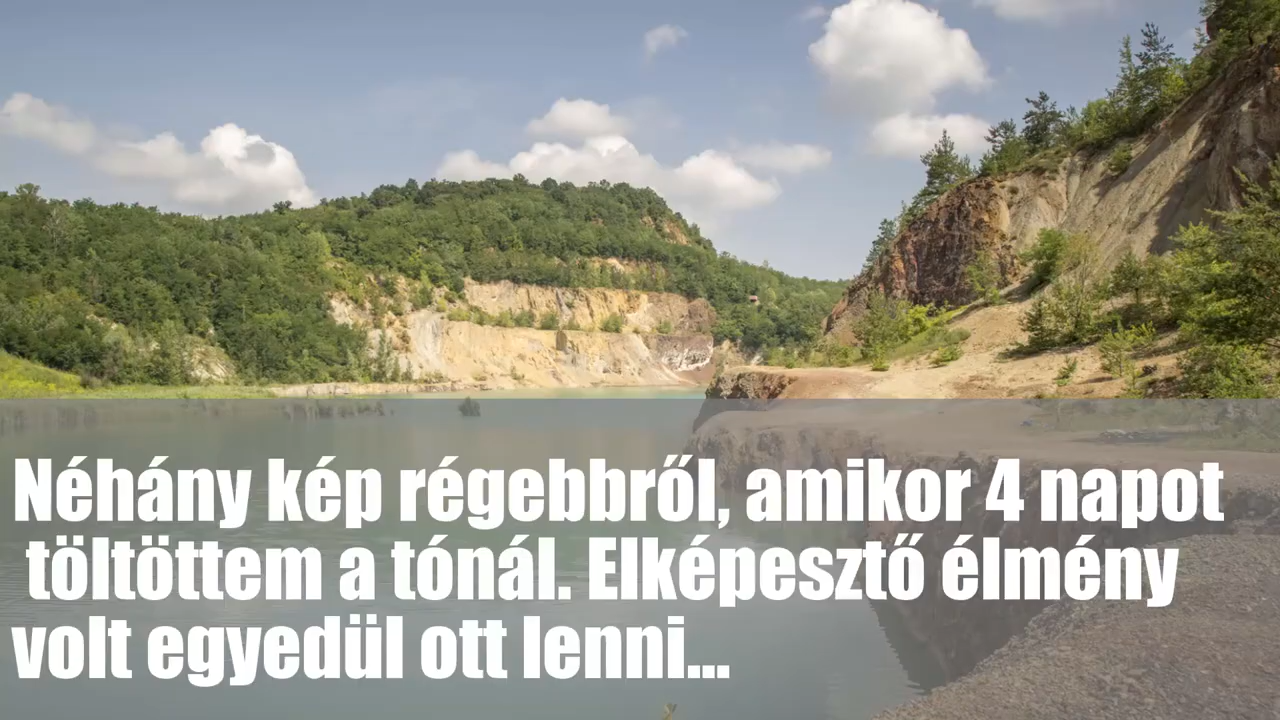 Néhány kép régebbről, amikor 4 napot
töltöttem a tónál. Elképesztő élmény
volt egyedül ott lenni...